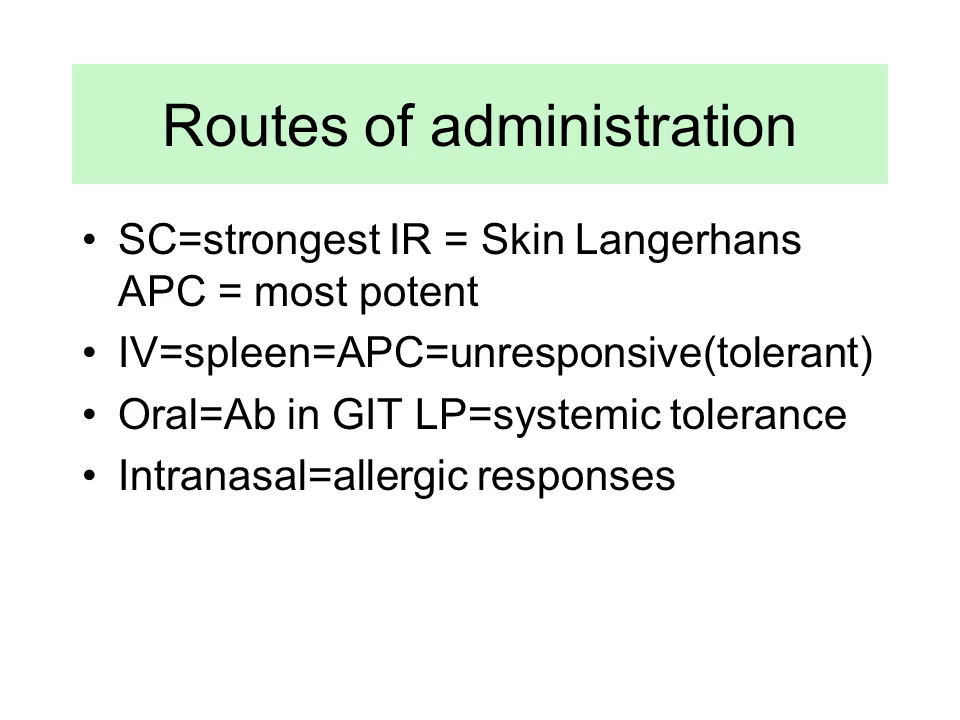 Routes of administration
• SC=strongest IR = Skin Langerhans
APC = most potent
• IV=spleen=APC=unresponsive(tolerant)
• Oral=Ab in GIT LP=systemic tolerance
• Intranasal=allergic responses